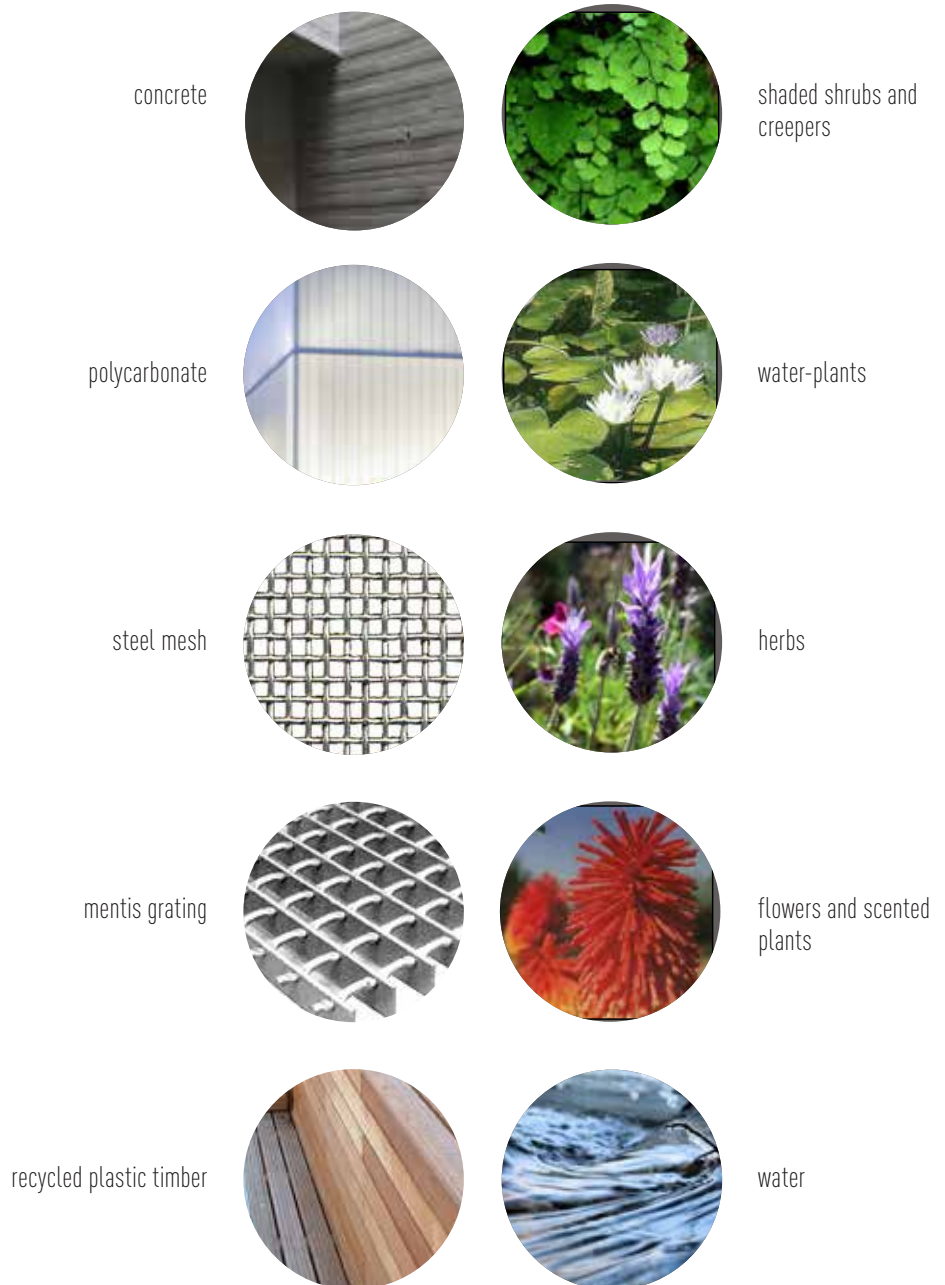 concrete
shaded shrubs and
creepers
polycarbonate
water-plants
steel mesh
herbs
mentis grating
flowers and scented
plants
recycled plastic timber
water